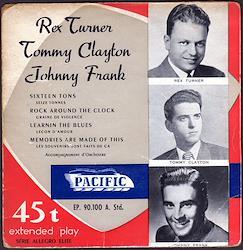 Rex Turner
Tommy Clayton
Johnny Frank
SIXTEEN TONS
SEIZE TONNES
ROCK AROUND THE CLOCK
GRAINE DE VIOLENCE
LEARNIN THE BLUES
LEÇON D'AMOUR
MEMORIES ARE MADE OF THIS
LES SOUVENIRS SONT FAITS DE ÇA
Accompagnement d'Orchestre
REX TURNER
TOMMY CLAYTON
JOHNNY FRANK
PACIFIC
45t
extended play
EP. 90.100 A. Std.
SÉRIE ALLEGRO ELITE